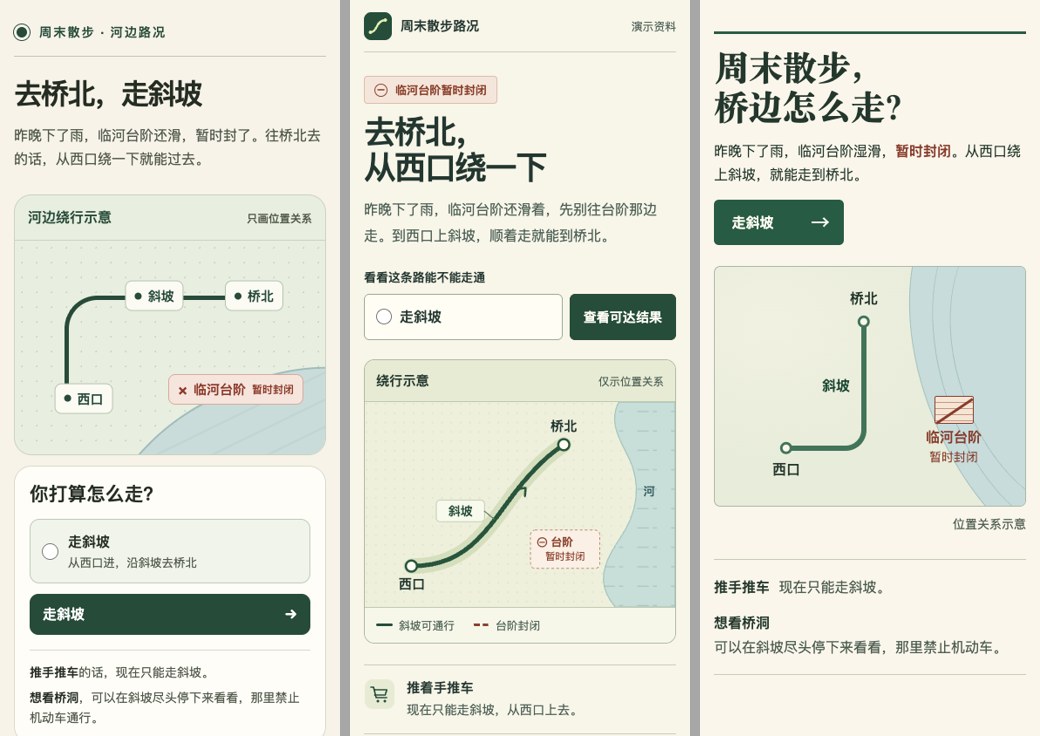 周末散步 · 河边路况
去桥北，走斜坡
昨晚下了雨，临河台阶还滑，暂时封了。往桥北去
的话，从西口绕一下就能过去。
河边绕行示意
只画位置关系
斜坡
桥北
临河台阶 暂时封闭
西口
你打算怎么走?
走斜坡
从西口进，沿斜坡去桥北
走斜坡
推手推车的话，现在只能走斜坡。
想看桥洞，可以在斜坡尽头停下来看看，那里禁止
机动车通行。
周末散步路况
演示资料
临河台阶暂时封闭
去桥北，
从西口绕一下
昨晚下了雨，临河台阶还滑着，先别往台阶那边
走。到西口上斜坡，顺着走就能到桥北。
看看这条路能不能走通
走斜坡
查看可达结果
绕行示意
仅示位置关系
桥北
河
斜坡
台阶
暂时封闭
西口
斜坡可通行
台阶封闭
推着手推车
现在只能走斜坡，从西口上去。
周末散步，
桥边怎么走?
昨晚下了雨，临河台阶湿滑，暂时封闭。从西口绕
上斜坡，就能走到桥北。
走斜坡
桥北
斜坡
临河台阶
暂时封闭
西口
位置关系示意
推手推车 现在只能走斜坡。
想看桥洞
可以在斜坡尽头停下来看看，那里禁止机动车。